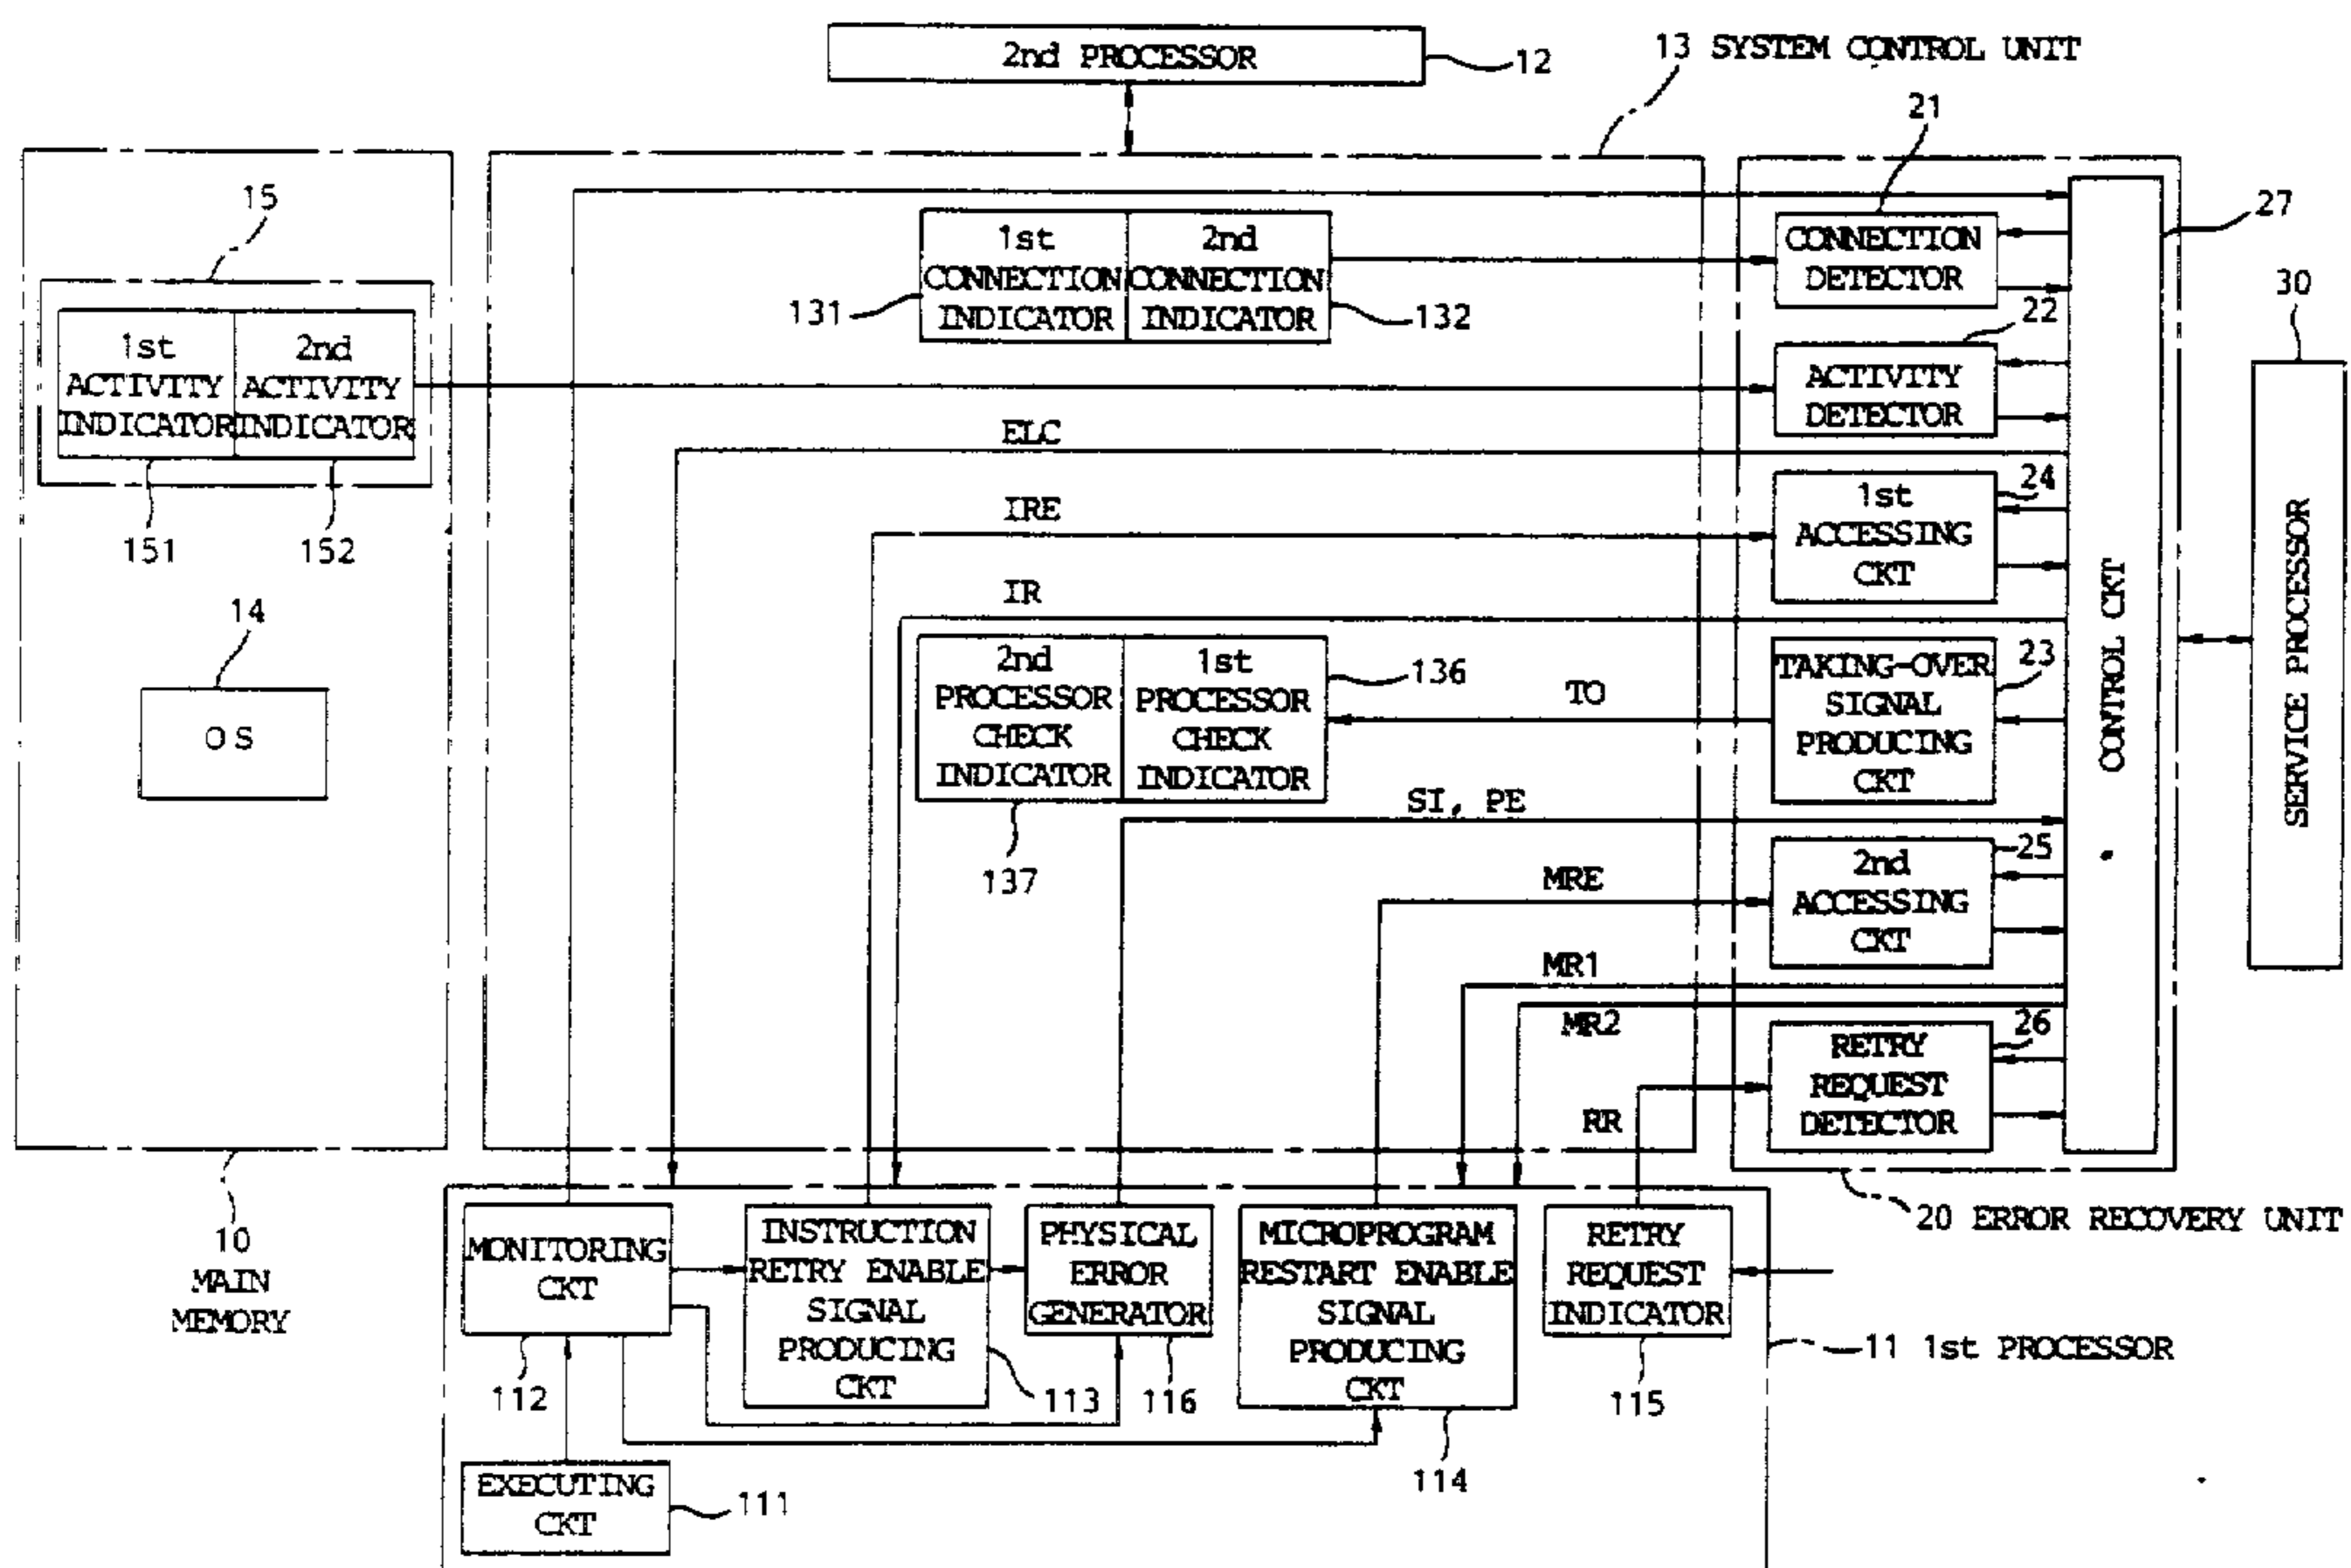 2nd PROCESSOR
12
13 SYSTEM CONTROL UNIT
21
15
1st
CONNECTION
INDICATOR
2nd
CONNECTION
INDICATOR
131
132
CONNECTION
DETECTOR
27
30
22
1st
ACTIVITY
INDICATOR
2nd
ACTIVITY
INDICATOR
151
152
ACTIVITY
DETECTOR
ELC
24
1st
ACCESSING
CKT
IRE
IR
14
OS
2nd
PROCESSOR
CHECK
INDICATOR
1st
PROCESSOR
CHECK
INDICATOR
136
137
TO
23
TAKING-OVER
SIGNAL
PRODUCING
CKT
CONTROL CKT
SERVICE PROCESSOR
SI, PE
25
2nd
ACCESSING
CKT
MRE
MR1
MR2
26
RETRY
REQUEST
DETECTOR
RR
20 ERROR RECOVERY UNIT
10
MAIN
MEMORY
MONITORING
CKT
112
INSTRUCTION
RETRY ENABLE
SIGNAL
PRODUCING
CKT
113
PHYSICAL
ERROR
GENERATOR
116
MICROPROGRAM
RESTART ENABLE
SIGNAL
PRODUCING
CKT
114
RETRY
REQUEST
INDICATOR
115
11 1st PROCESSOR
EXECUTING
CKT
111